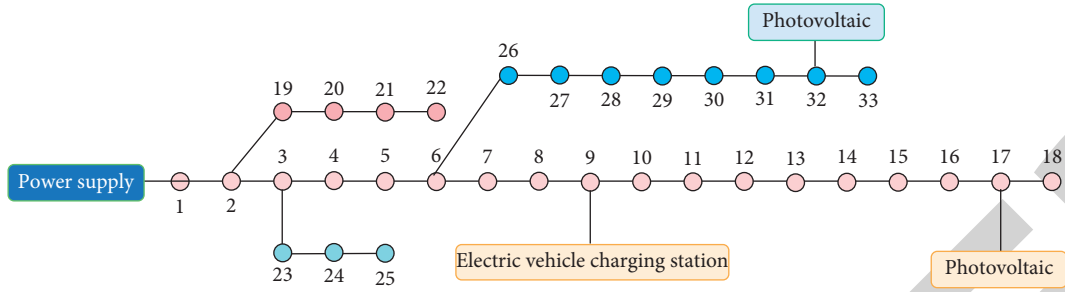 Photovoltaic
26
27 28 29 30 31 32 33
19 20 21 22
3 4 5 6 7 8 9 10 11 12 13 14 15 16 17 18
Power supply
1 2
23 24 25
Electric vehicle charging station
Photovoltaic